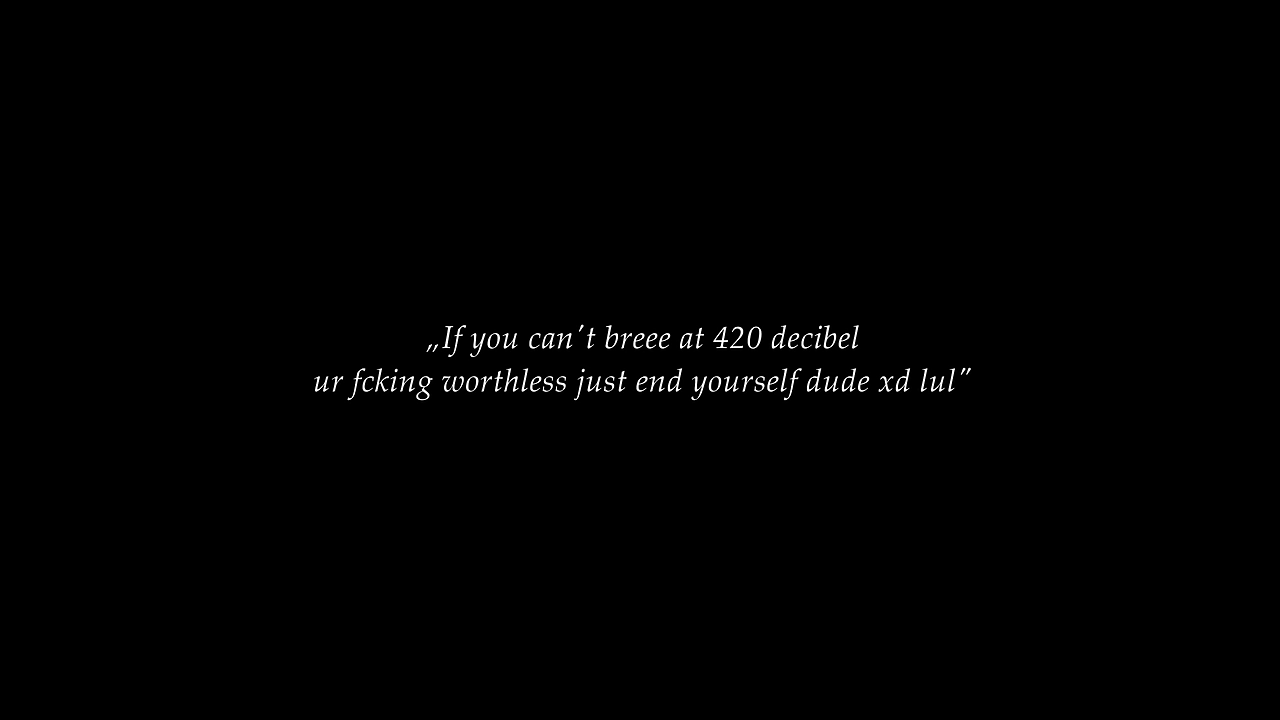 „If you can't breee at 420 decibel
ur fcking worthless just end yourself dude xd lul"